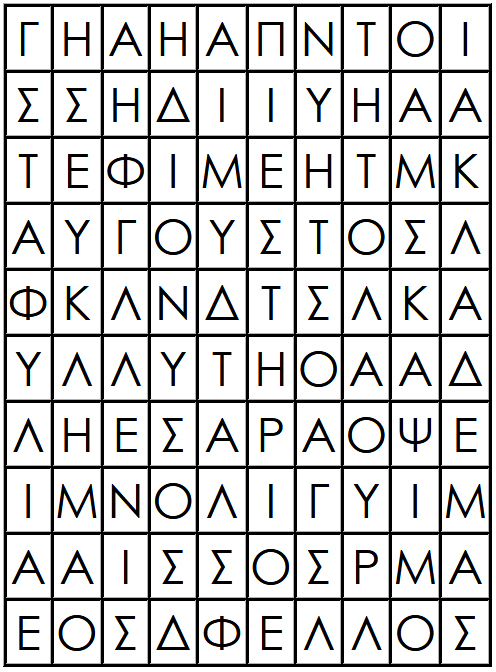 Γ Η Α Η Α Π Ν Τ Ο Ι
Σ Σ Η Δ Ι Ι Υ Η Α Α
Τ Ε Φ Ι Μ Ε Η Τ Μ Κ
Α Υ Γ Ο Υ Σ Τ Ο Σ Λ
Φ Κ Λ Ν Δ Τ Σ Λ Κ Α
Υ Λ Λ Υ Τ Η Ο Α Α Δ
Λ Η Ε Σ Α Ρ Α Ο Ψ Ε
Ι Μ Ν Ο Λ Ι Γ Υ Ι Μ
Α Α Ι Σ Σ Ο Σ Ρ Μ Α
Ε Ο Σ Δ Φ Ε Λ Λ Ο Σ